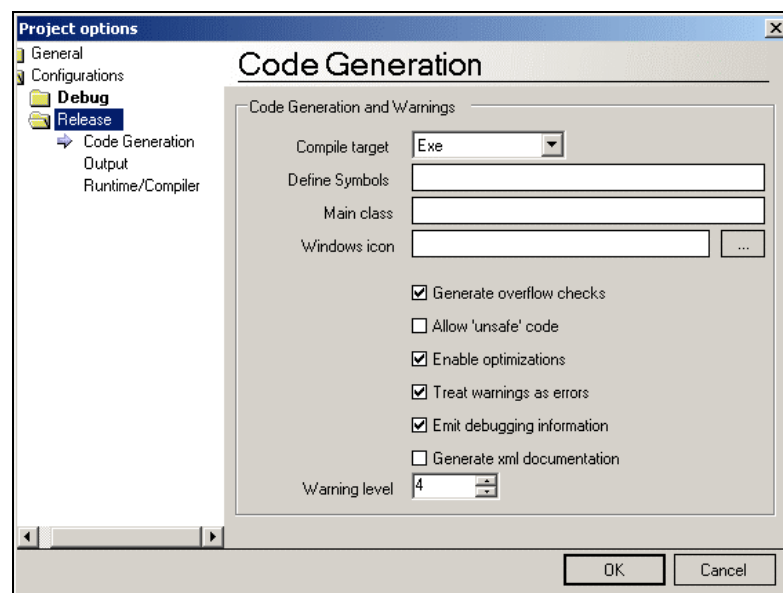 Project options
General
Configurations
Debug
Release
Code Generation
Output
Runtime/Compiler
Code Generation
Code Generation and Warnings
Compile target Exe
Define Symbols
Main class
Windows icon ...
Generate overflow checks
Allow 'unsafe' code
Enable optimizations
Treat warnings as errors
Emit debugging information
Generate xml documentation
Warning level 4
OK Cancel